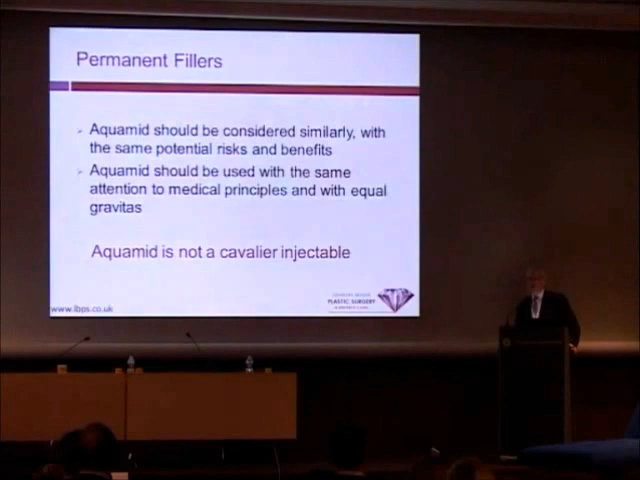 Permanent Fillers
Aquamid should be considered similarly, with
the same potential risks and benefits
Aquamid should be used with the same
attention to medical principles and with equal
gravitas
Aquamid is not a cavalier injectable
PLASTIC SURGERY
www.lbps.co.uk